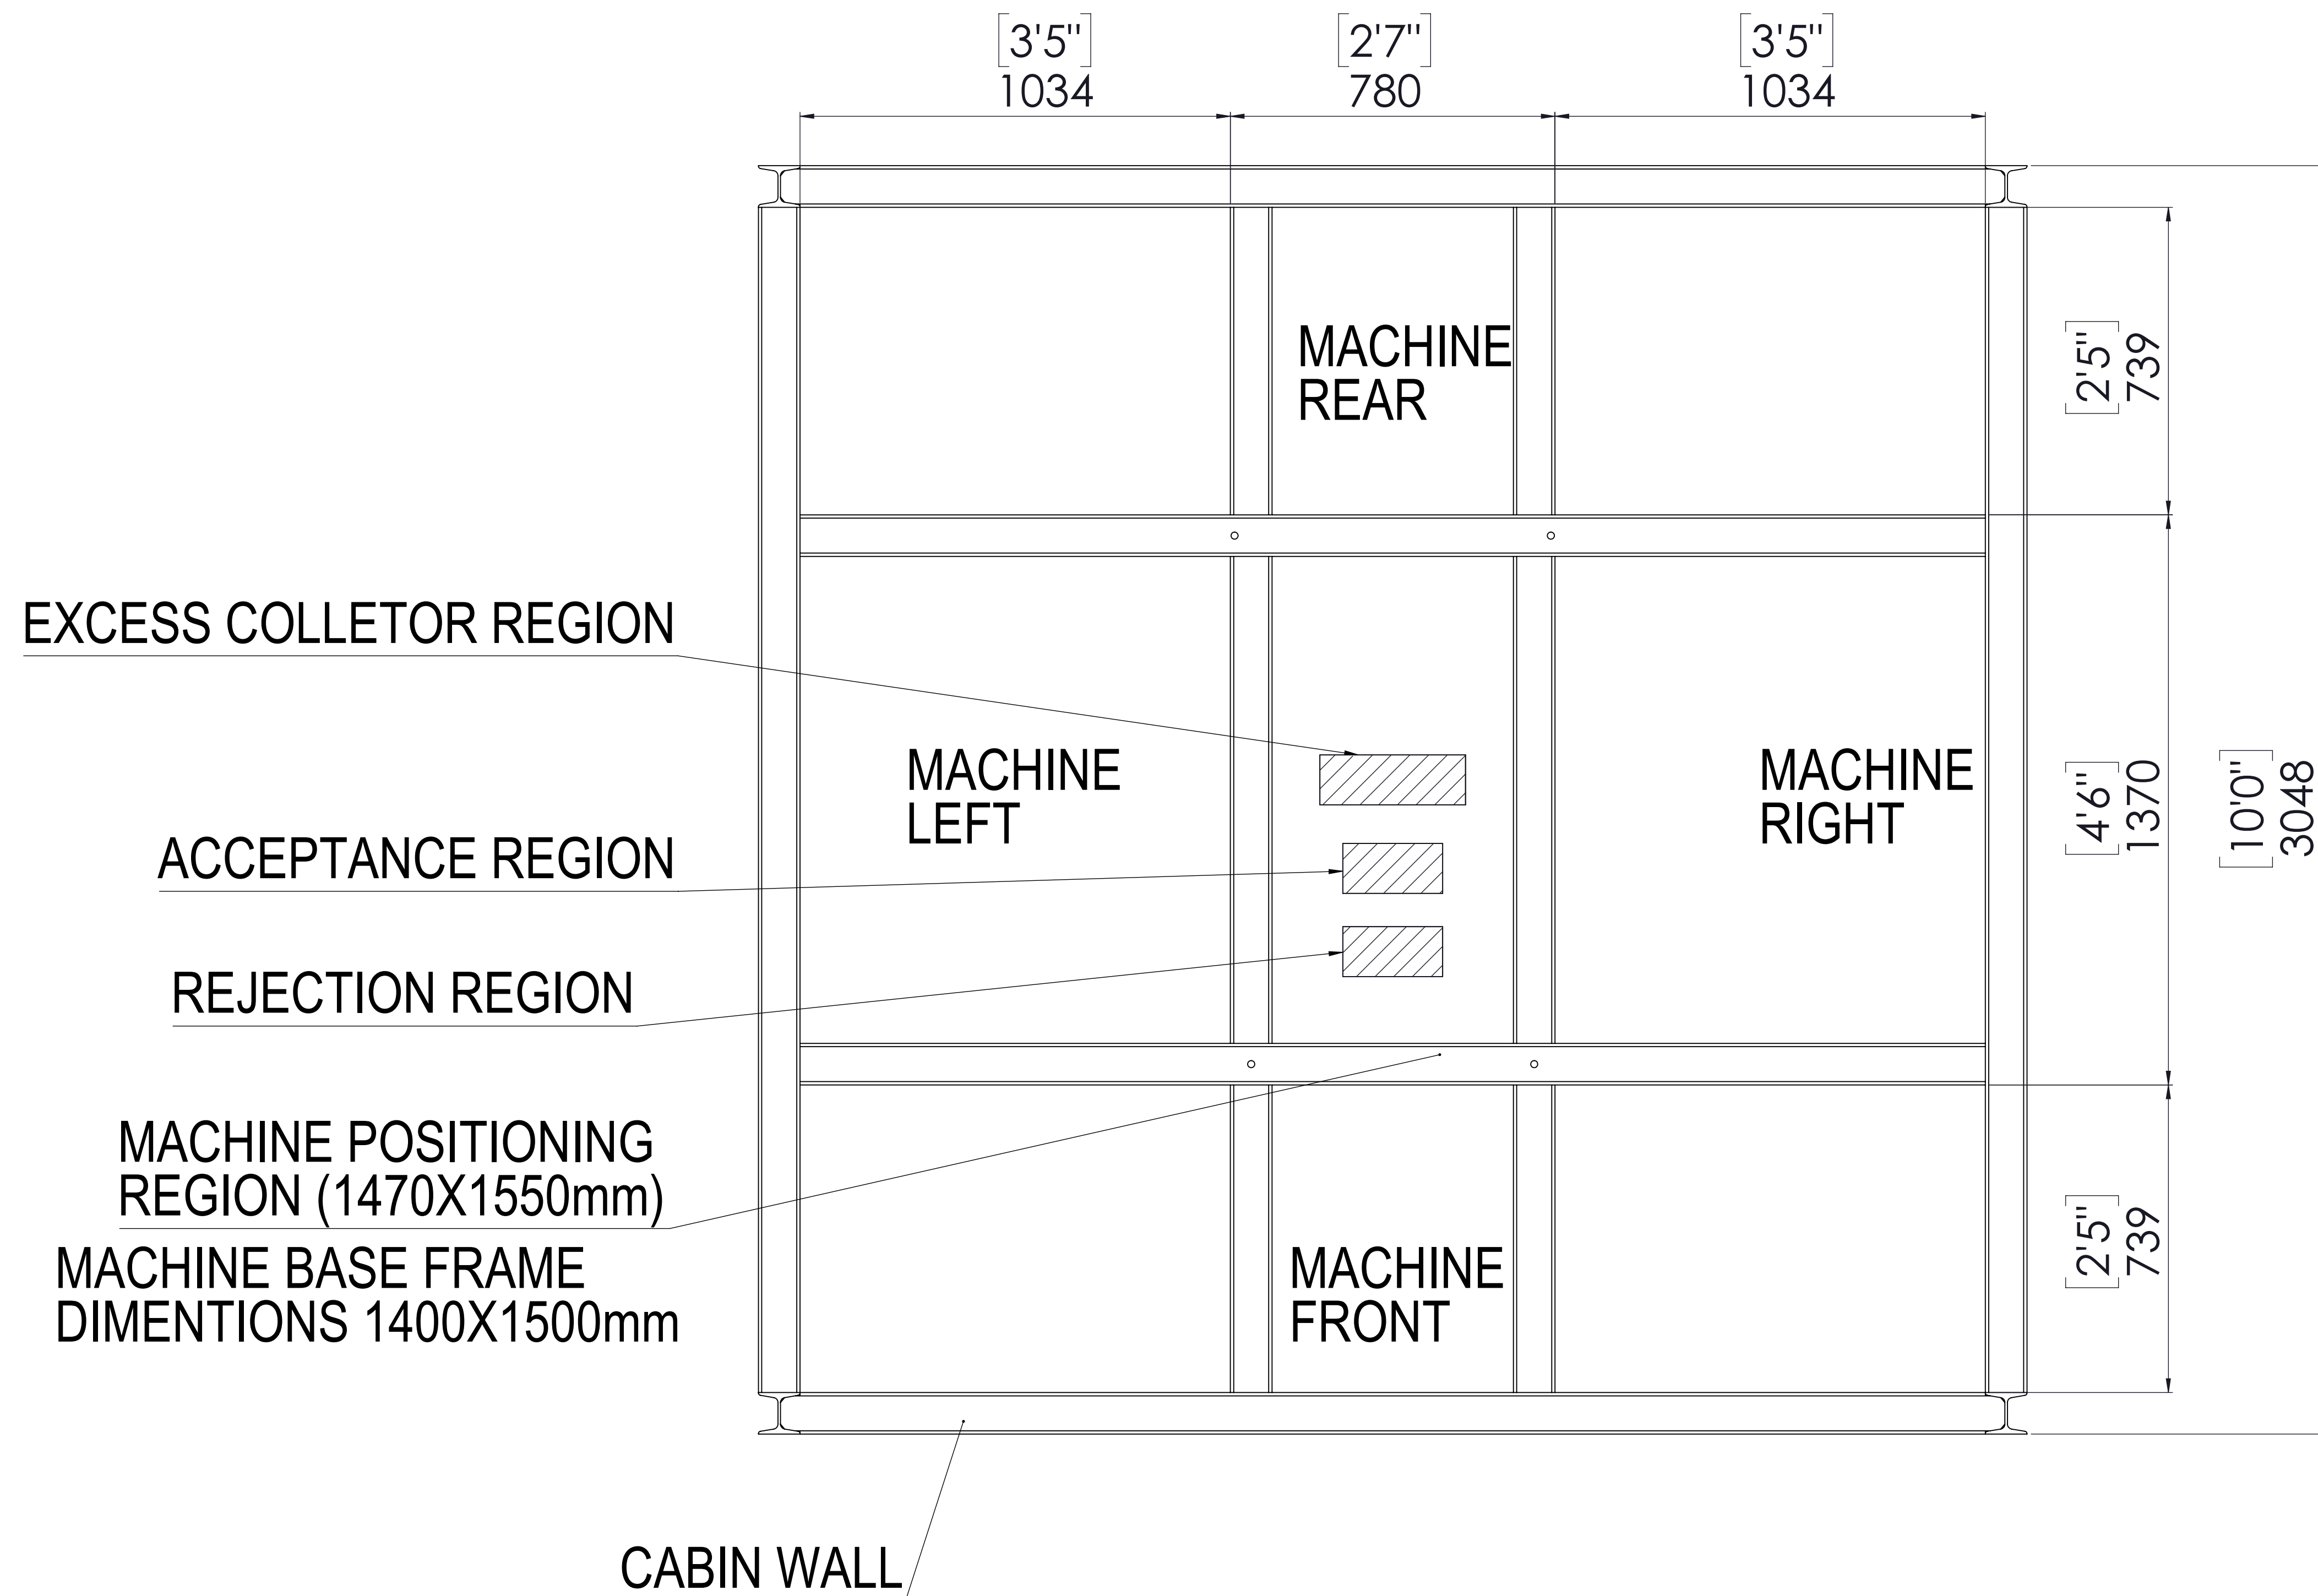 [3'5"]
1034
[2'7"]
780
[3'5"]
1034
MACHINE
REAR
[2'5"]
739
EXCESS COLLETOR REGION
MACHINE
LEFT
MACHINE
RIGHT
[4'6"]
1370
[10'0"]
3048
ACCEPTANCE REGION
REJECTION REGION
MACHINE POSITIONING
REGION (1470X1550mm)
MACHINE BASE FRAME
DIMENTIONS 1400X1500mm
MACHINE
FRONT
[2'5"]
739
CABIN WALL